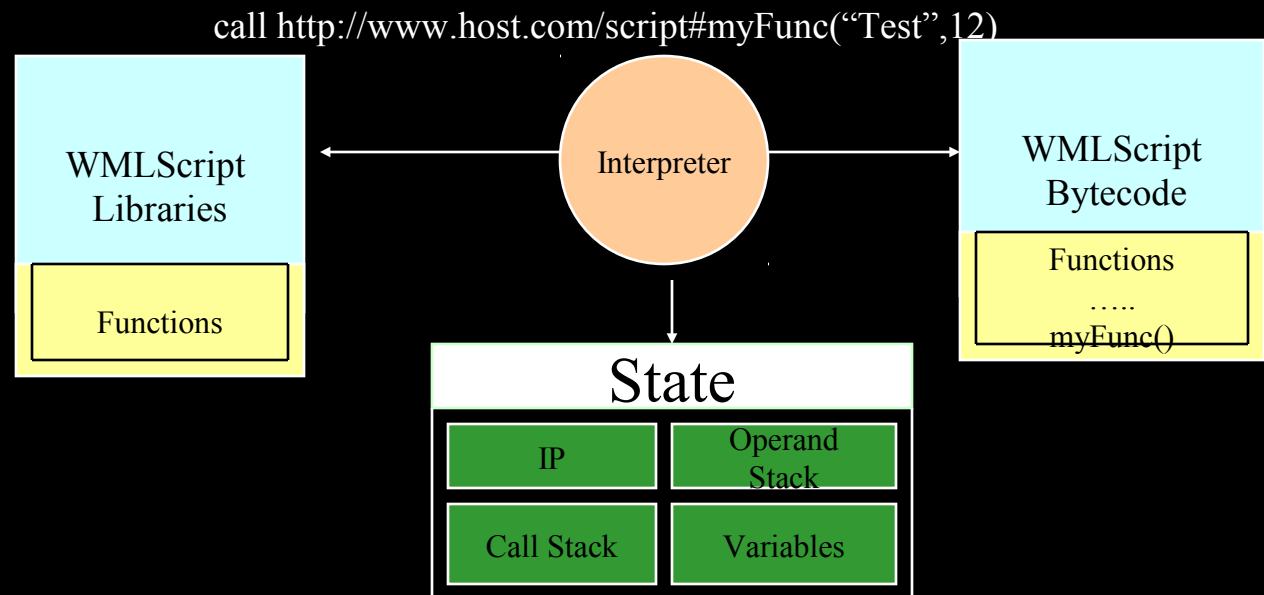 call http://www.host.com/script#myFunc(“Test”,12)
WMLScript
Libraries
Functions
Interpreter
WMLScript
Bytecode
Functions
…..
myFunc()
State
IP
Operand
Stack
Call Stack
Variables